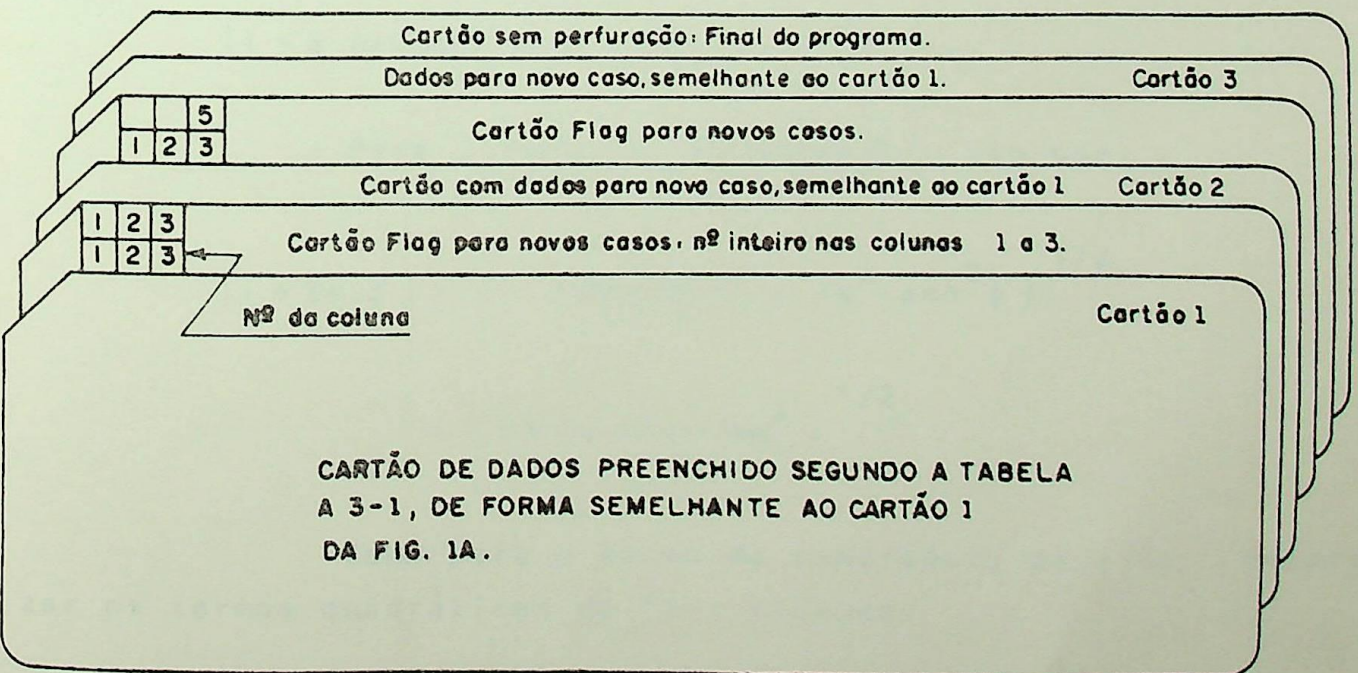 Cartão sem perfuração: Final do programa.
Dados para novo caso, semelhante ao cartão 1. Cartão 3
5
1 2 3
Cartão Flag para novos casos.
Cartão com dados para novo caso, semelhante ao cartão 1 Cartão 2
1 2 3
1 2 3
Cartão Flag para novos casos: nº inteiro nas colunas 1 a 3.
Nº da coluna
Cartão 1
CARTÃO DE DADOS PREENCHIDO SEGUNDO A TABELA
A 3-1, DE FORMA SEMELHANTE AO CARTÃO 1
DA FIG. 1A.